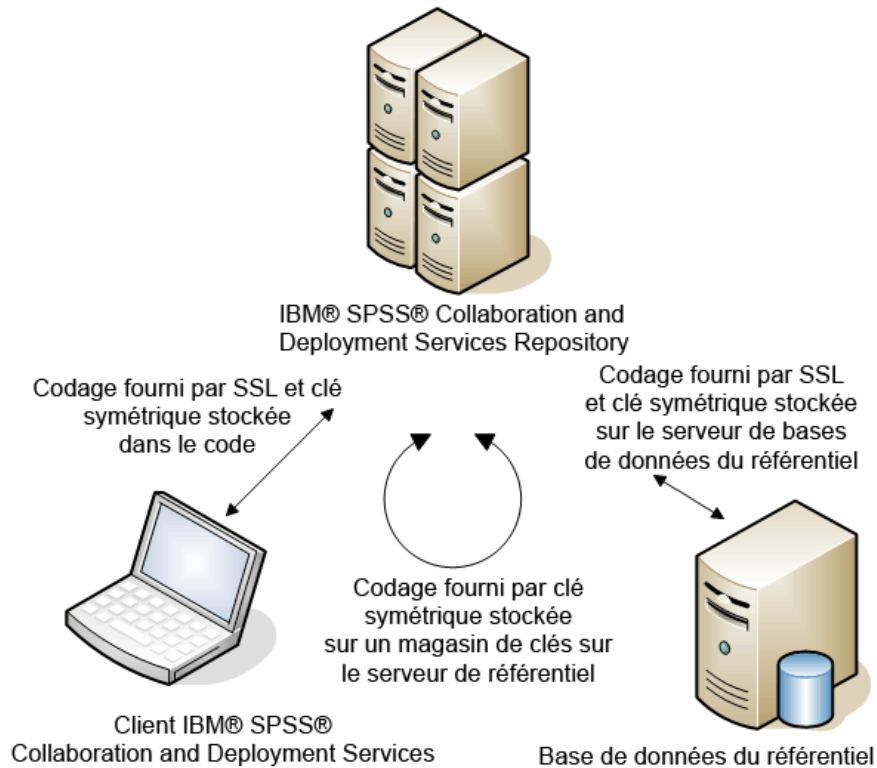 IBM® SPSS® Collaboration and
Deployment Services Repository
Codage fourni par SSL et clé
symétrique stockée
dans le code
Codage fourni par SSL
et clé symétrique stockée
sur le serveur de bases
de données du référentiel
Codage fourni par clé
symétrique stockée
sur un magasin de clés sur
le serveur de référentiel
Client IBM® SPSS®
Collaboration and Deployment Services
Base de données du référentiel